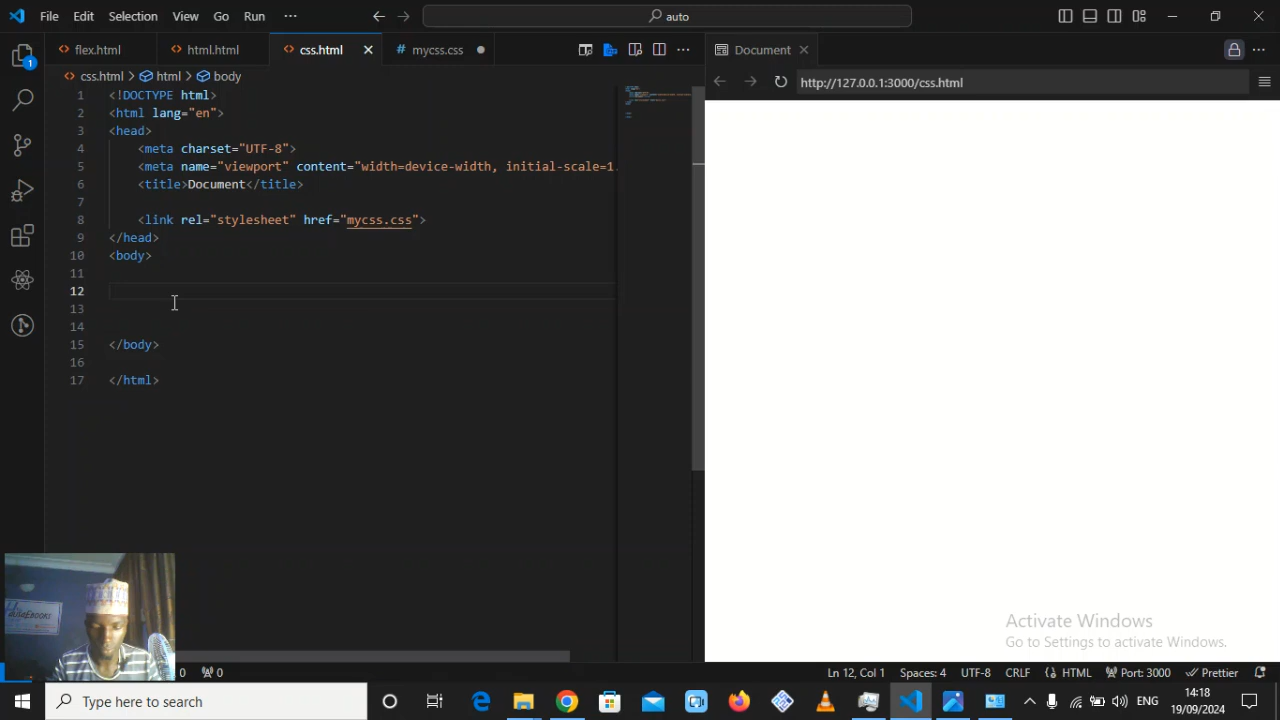 File Edit Selection View Go Run ··· auto
flex.html html.html css.html mycss.css Document
css.html > html > body
http://127.0.0.1:3000/css.html
1 <!DOCTYPE html>
2 <html lang="en">
3 <head>
4 <meta charset="UTF-8">
5 <meta name="viewport" content="width=device-width, initial-scale=1.
6 <title>Document</title>
7
8 <link rel="stylesheet" href="mycss.css">
9 </head>
10 <body>
11
12
13
14
15 </body>
16
17 </html>
1
Activate Windows
Go to Settings to activate Windows.
0 0 Ln 12, Col 1 Spaces: 4 UTF-8 CRLF HTML Port: 3000 Prettier
Type here to search
ENG
14:18
19/09/2024